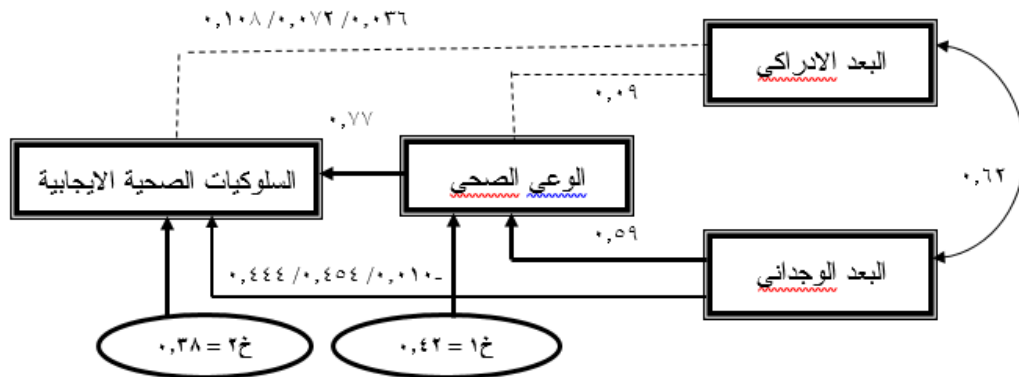 ٠,١٠٨/٠,٠٧٢/٠,٠٣٦
البعد الادراكي
٠,٠٩
٠,٧٧
الوعي الصحي
السلوكيات الصحية الايجابية
٠,٦٢
٠,٥٩
البعد الوجداني
٠,٤٤٤/٠,٤٥٤/٠,٠١٠-
خ١ = ٠,٤٢
خ٢ = ٠,٣٨